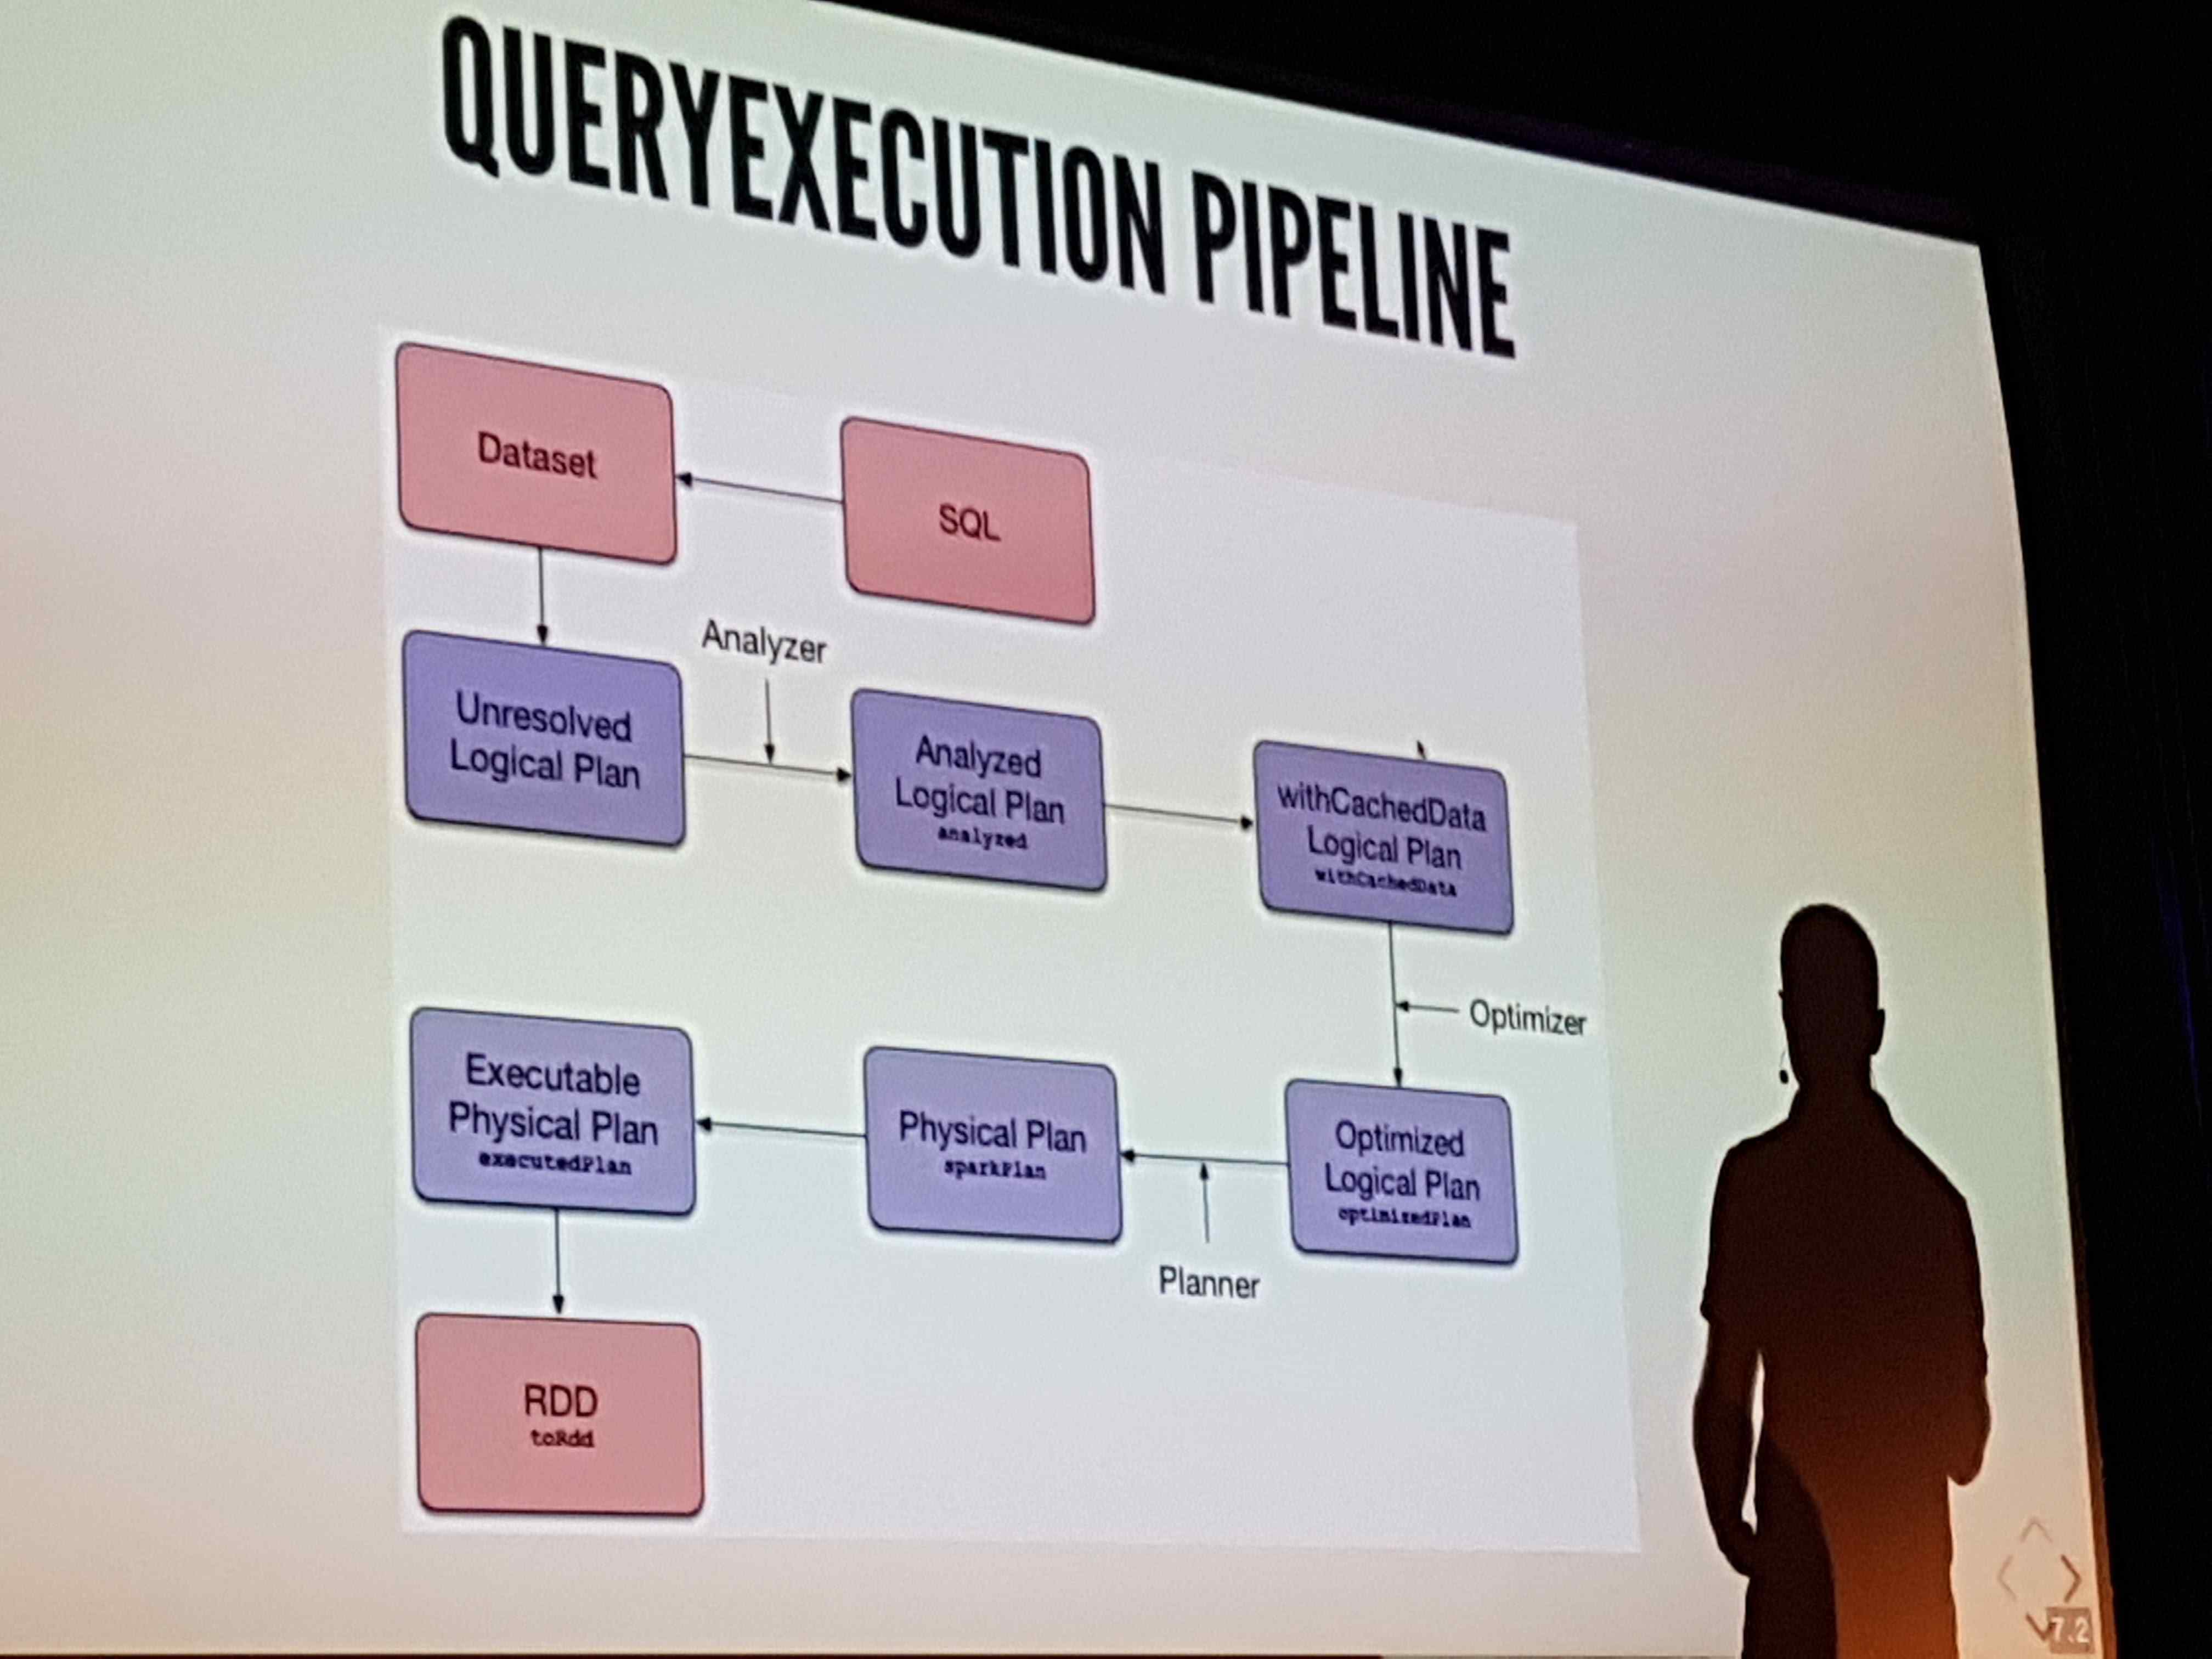 QUERYEXECUTION PIPELINE
Dataset
SQL
Analyzer
Unresolved
Logical Plan
Analyzed
Logical Plan
analyzed
withCachedData
Logical Plan
withCachedData
Optimizer
Executable
Physical Plan
executedPlan
Physical Plan
sparkPlan
Optimized
Logical Plan
optimizedPlan
Planner
RDD
toRdd
7.2